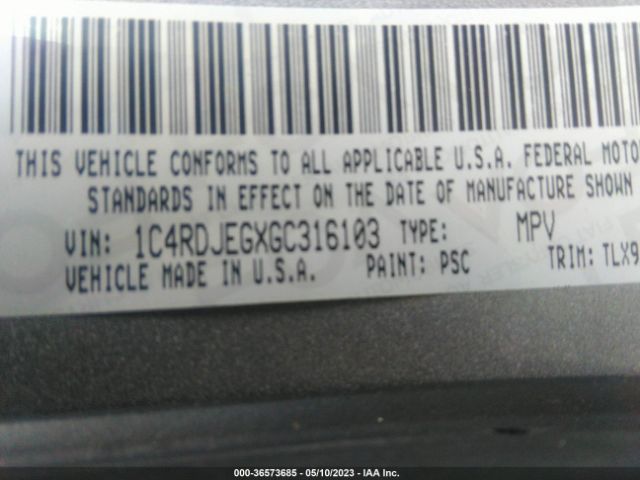 THIS VEHICLE CONFORMS TO ALL APPLICABLE U.S.A. FEDERAL MOTO
STANDARDS IN EFFECT ON THE DATE OF MANUFACTURE SHOWN
VIN: 1C4RDJEGXGC316103 TYPE: MPV
VEHICLE MADE IN U.S.A. PAINT: PSC TRIM: TLX9
000-36573685 - 05/10/2023 - IAA Inc.